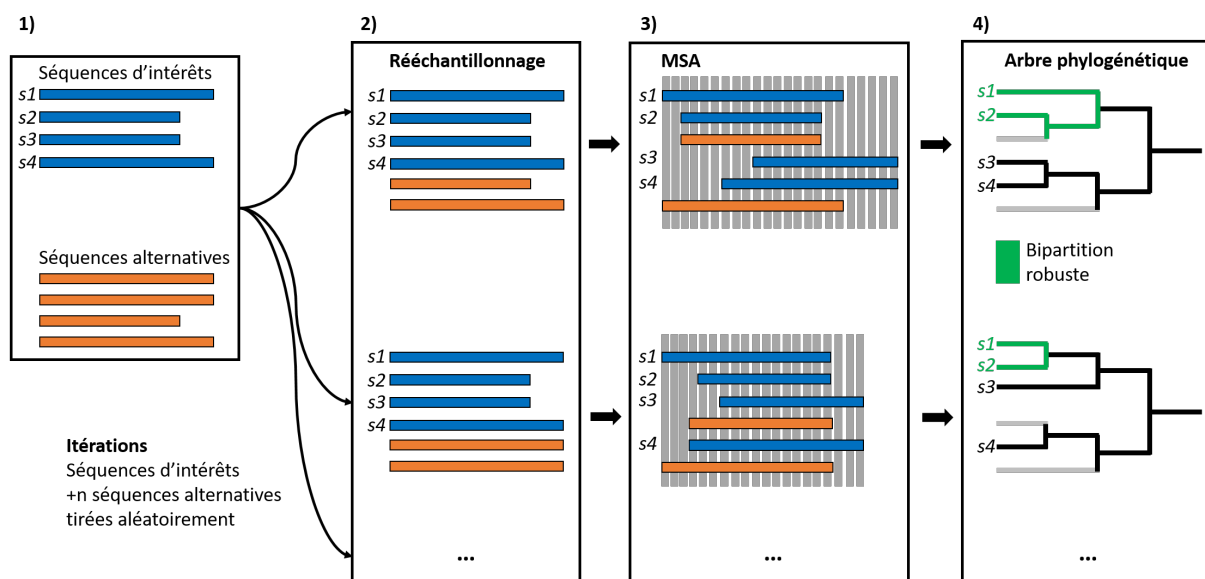 1)
Séquences d'intérêts
s1
s2
s3
s4
Séquences alternatives
Itérations
Séquences d'intérêts
+n séquences alternatives
tirées aléatoirement
2)
Rééchantillonnage
s1
s2
s3
s4
s1
s2
s3
s4
...
3)
MSA
s1
s2
s3
s4
s1
s2
s3
s4
...
4)
Arbre phylogénétique
s1
s2
s3
s4
Bipartition
robuste
s1
s2
s3
s4
...